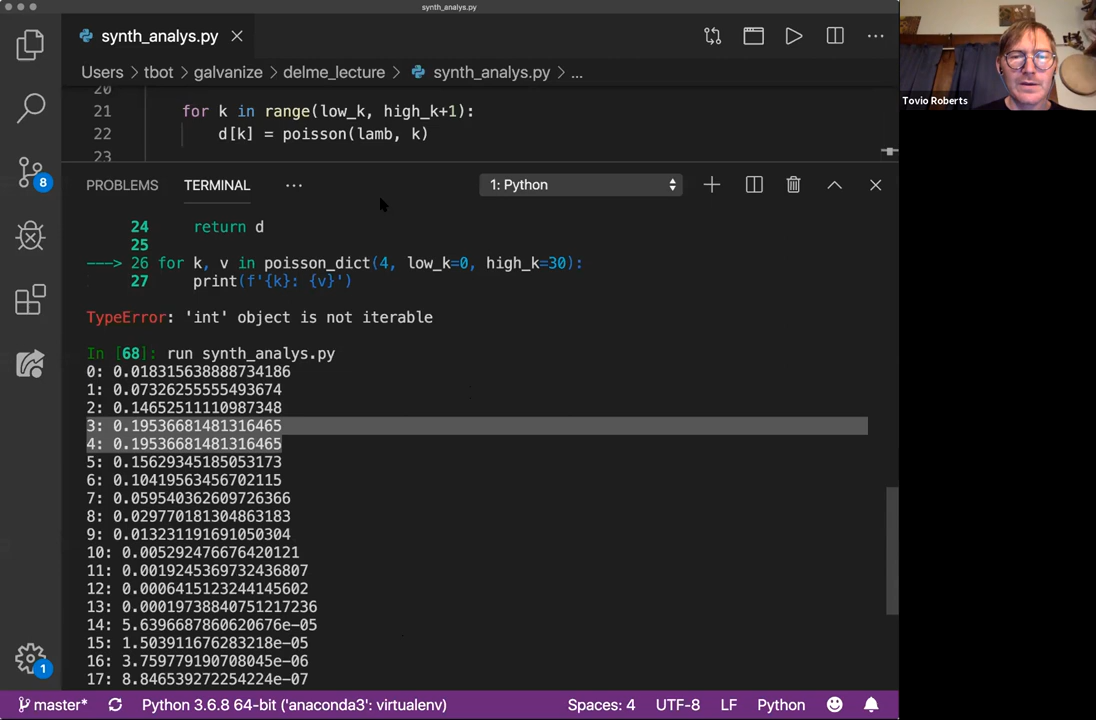 synth_analys.py
synth_analys.py
Users > tbot > galvanize > delme_lecture > synth_analys.py > ...
Tovio Roberts
20
21 for k in range(low_k, high_k+1):
22 d[k] = poisson(lamb, k)
23
8
PROBLEMS TERMINAL ... 1: Python
24 return d
25
---> 26 for k, v in poisson_dict(4, low_k=0, high_k=30):
27 print(f'{k}: {v}')
TypeError: 'int' object is not iterable
In [68]: run synth_analys.py
0: 0.018315638888734186
1: 0.07326255555493674
2: 0.14652511110987348
3: 0.19536681481316465
4: 0.19536681481316465
5: 0.15629345185053173
6: 0.10419563456702115
7: 0.059540362609726366
8: 0.029770181304863183
9: 0.013231191691050304
10: 0.005292476676420121
11: 0.0019245369732436807
12: 0.0006415123244145602
13: 0.00019738840751217236
14: 5.6396687860620676e-05
15: 1.503911676283218e-05
16: 3.759779190708045e-06
17: 8.846539272254224e-07
1
master* Python 3.6.8 64-bit ('anaconda3': virtualenv) Spaces: 4 UTF-8 LF Python